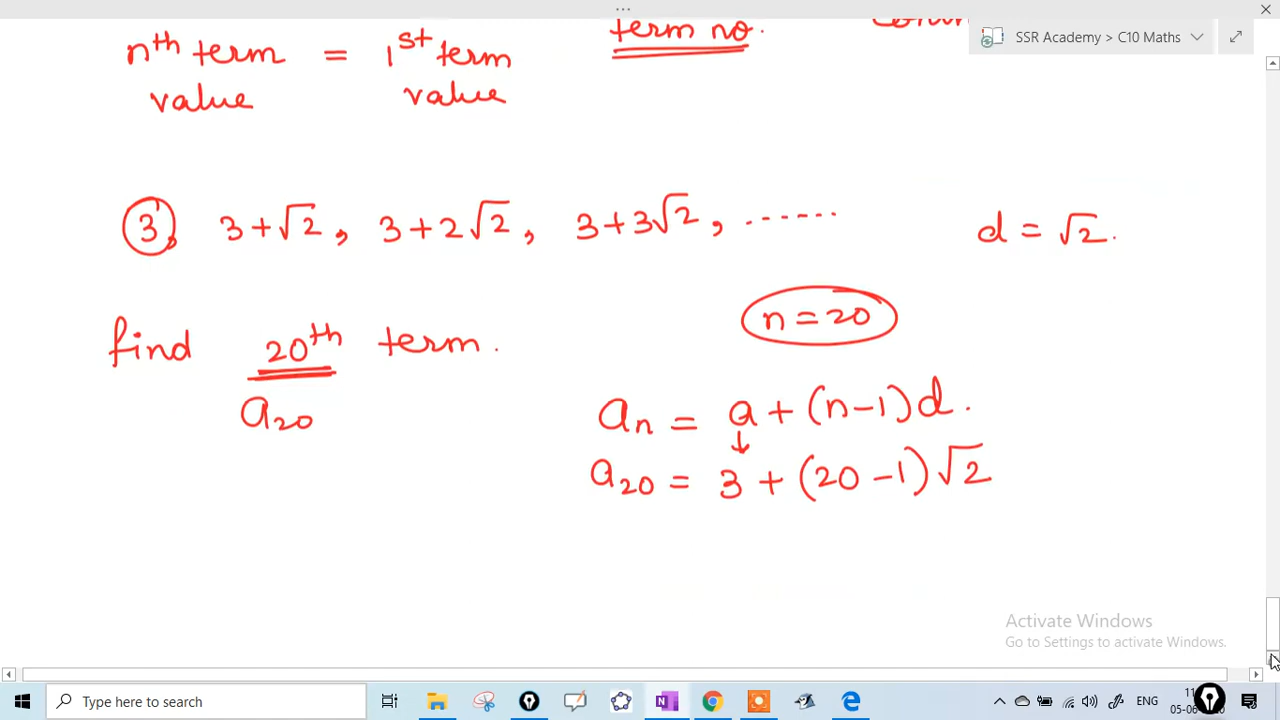 SSR Academy > C10 Maths
nth term = 1st term term no.
value value
3, 3+√2, 3+2√2, 3+3√2, ....... d = √2.
n = 20
find 20th term.
a20
an = a + (n-1)d.
a20 = 3 + (20-1)√2
Activate Windows
Go to Settings to activate Windows.
Type here to search
ENG